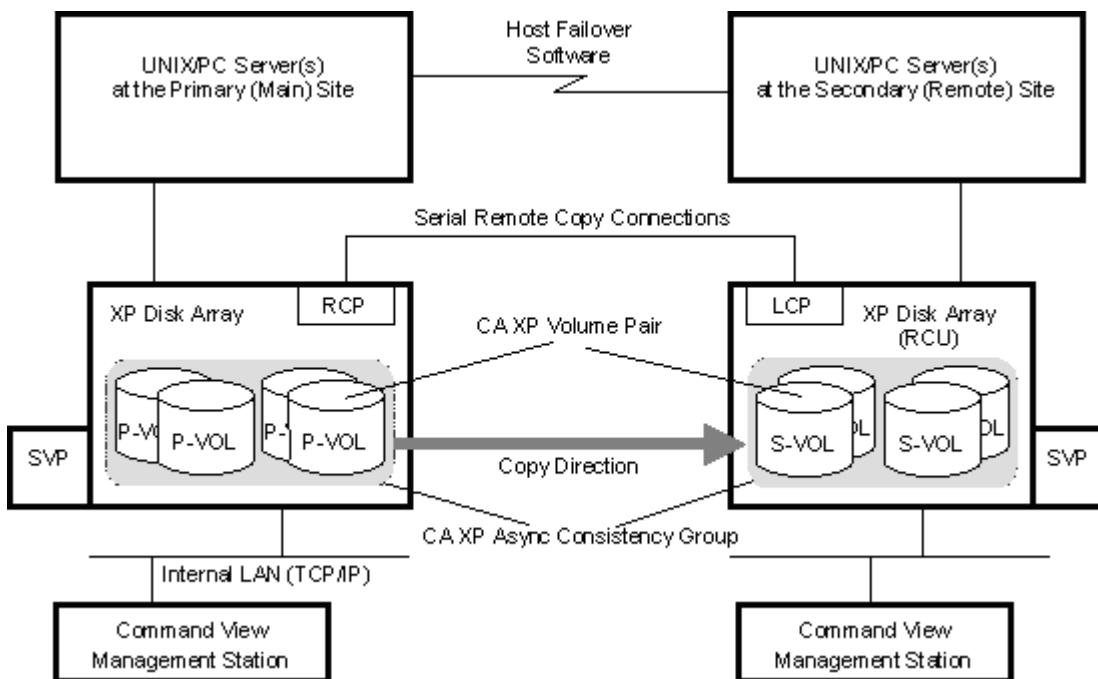 Host Failover
Software
UNIX/PC Server(s)
at the Primary (Main) Site
UNIX/PC Server(s)
at the Secondary (Remote) Site
Serial Remote Copy Connections
XP Disk Array
RCP
CA XP Volume Pair
LCP
XP Disk Array
(RCU)
P-VO
P-VOL
P-
P-VOL
S-VOL
OL
S-VOL
OL
SVP
Copy Direction
SVP
CA XP Async Consistency Group
Internal LAN (TCP/IP)
Command View
Management Station
Command View
Management Station